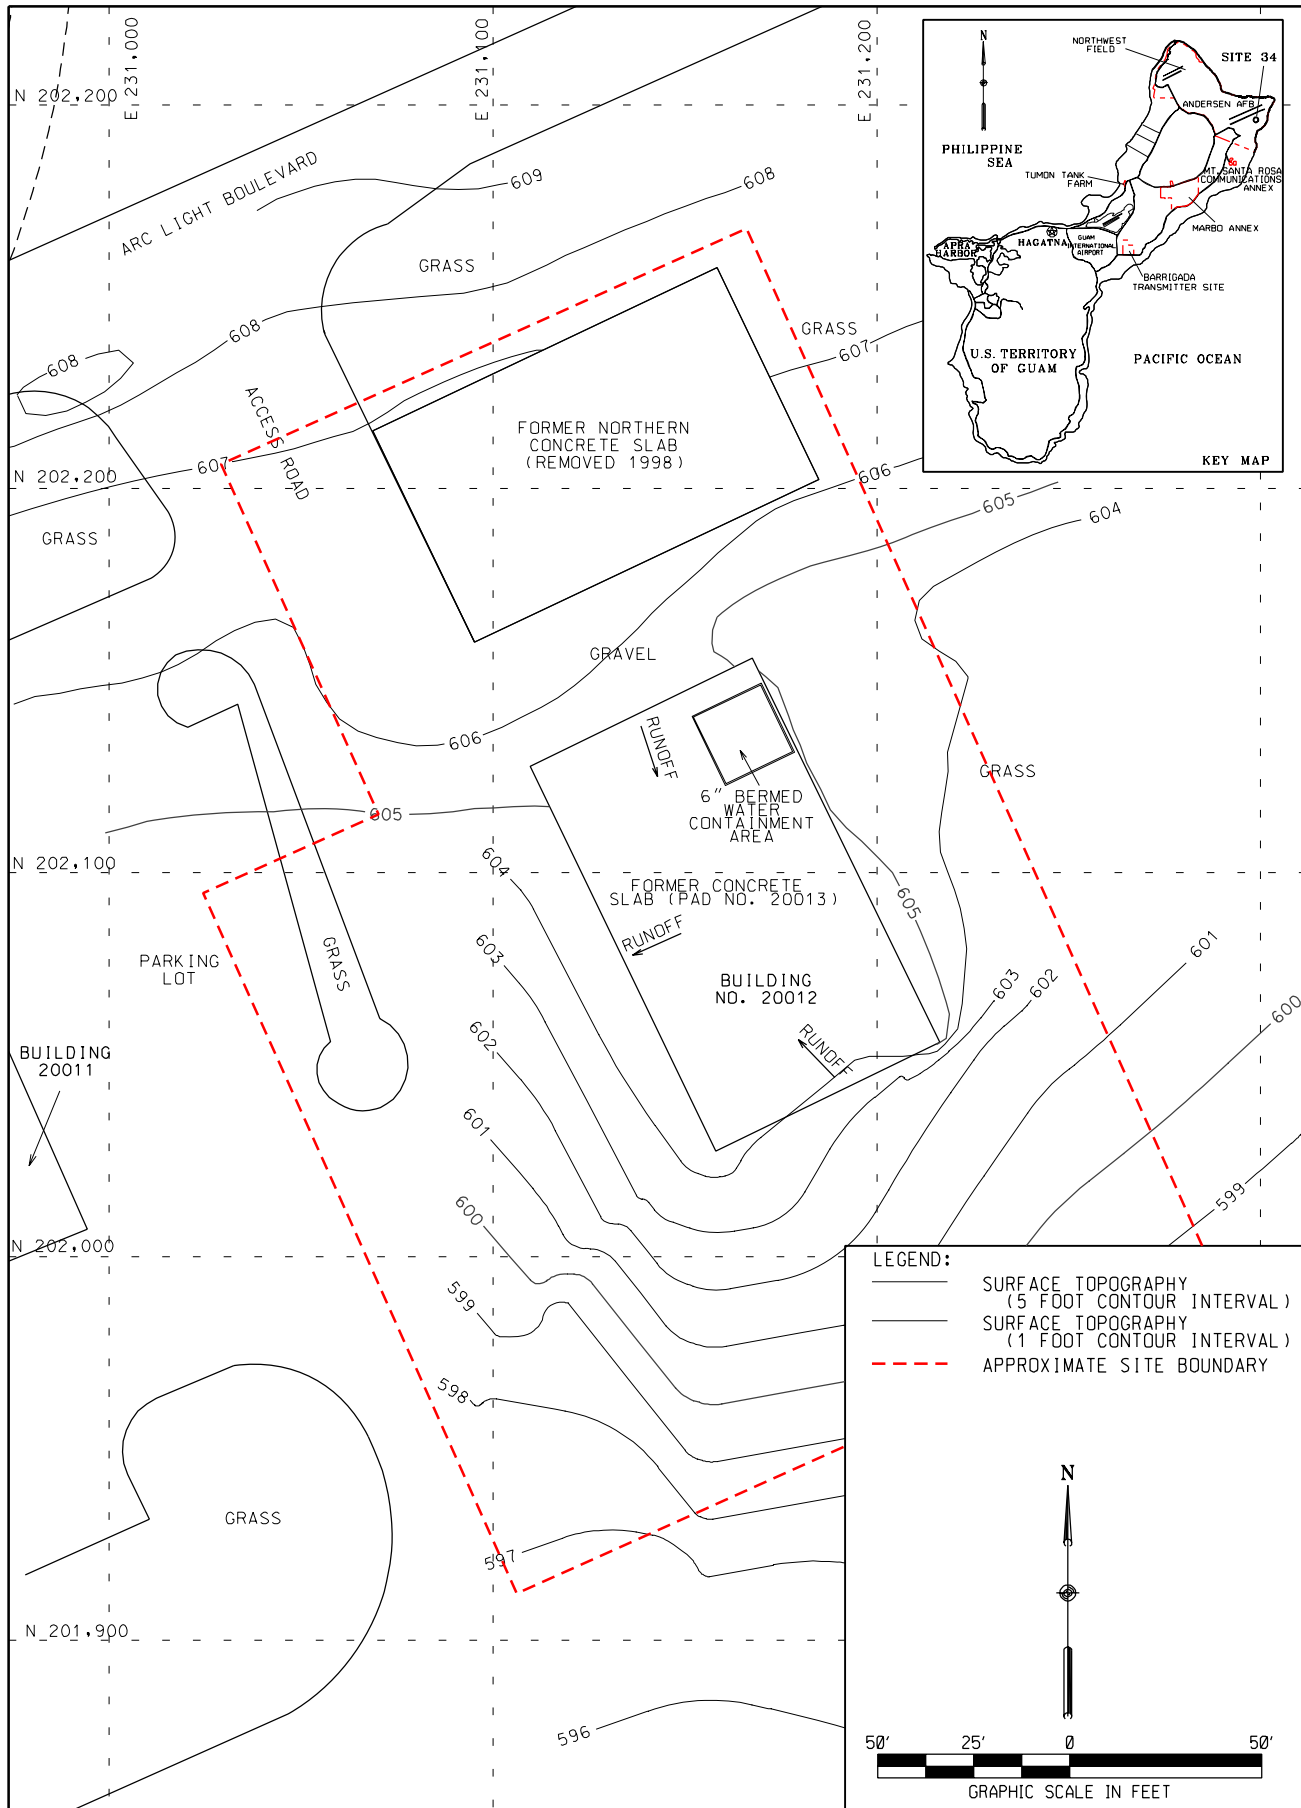 E 231,000
E 231,100
E 231,200
N 202,200
ARC LIGHT BOULEVARD
609
608
GRASS
GRASS
608
607
608
ACCESS ROAD
FORMER NORTHERN
CONCRETE SLAB
(REMOVED 1998)
607
N 202,200
606
605
604
GRASS
GRAVEL
606
RUNOFF
GRASS
6" BERMED
WATER
CONTAINMENT
AREA
605
N 202,100
604
FORMER CONCRETE
SLAB (PAD NO. 20013)
605
RUNOFF
603
GRASS
PARKING
LOT
601
BUILDING
NO. 20012
603
602
600
602
RUNOFF
BUILDING
20011
601
600
599
N 202,000
599
598
GRASS
597
N 201,900
596
N
NORTHWEST
FIELD
SITE 34
ANDERSEN AFB
PHILIPPINE
SEA
TUMON TANK
FARM
MT. SANTA ROSA
COMMUNICATIONS
ANNEX
MARBO ANNEX
APRA
HARBOR
HAGATNA
GUAM
INTERNATIONAL
AIRPORT
BARRIGADA
TRANSMITTER SITE
U.S. TERRITORY
OF GUAM
PACIFIC OCEAN
KEY MAP
LEGEND:
SURFACE TOPOGRAPHY
(5 FOOT CONTOUR INTERVAL)
SURFACE TOPOGRAPHY
(1 FOOT CONTOUR INTERVAL)
APPROXIMATE SITE BOUNDARY
N
50' 25' 0 50'
GRAPHIC SCALE IN FEET